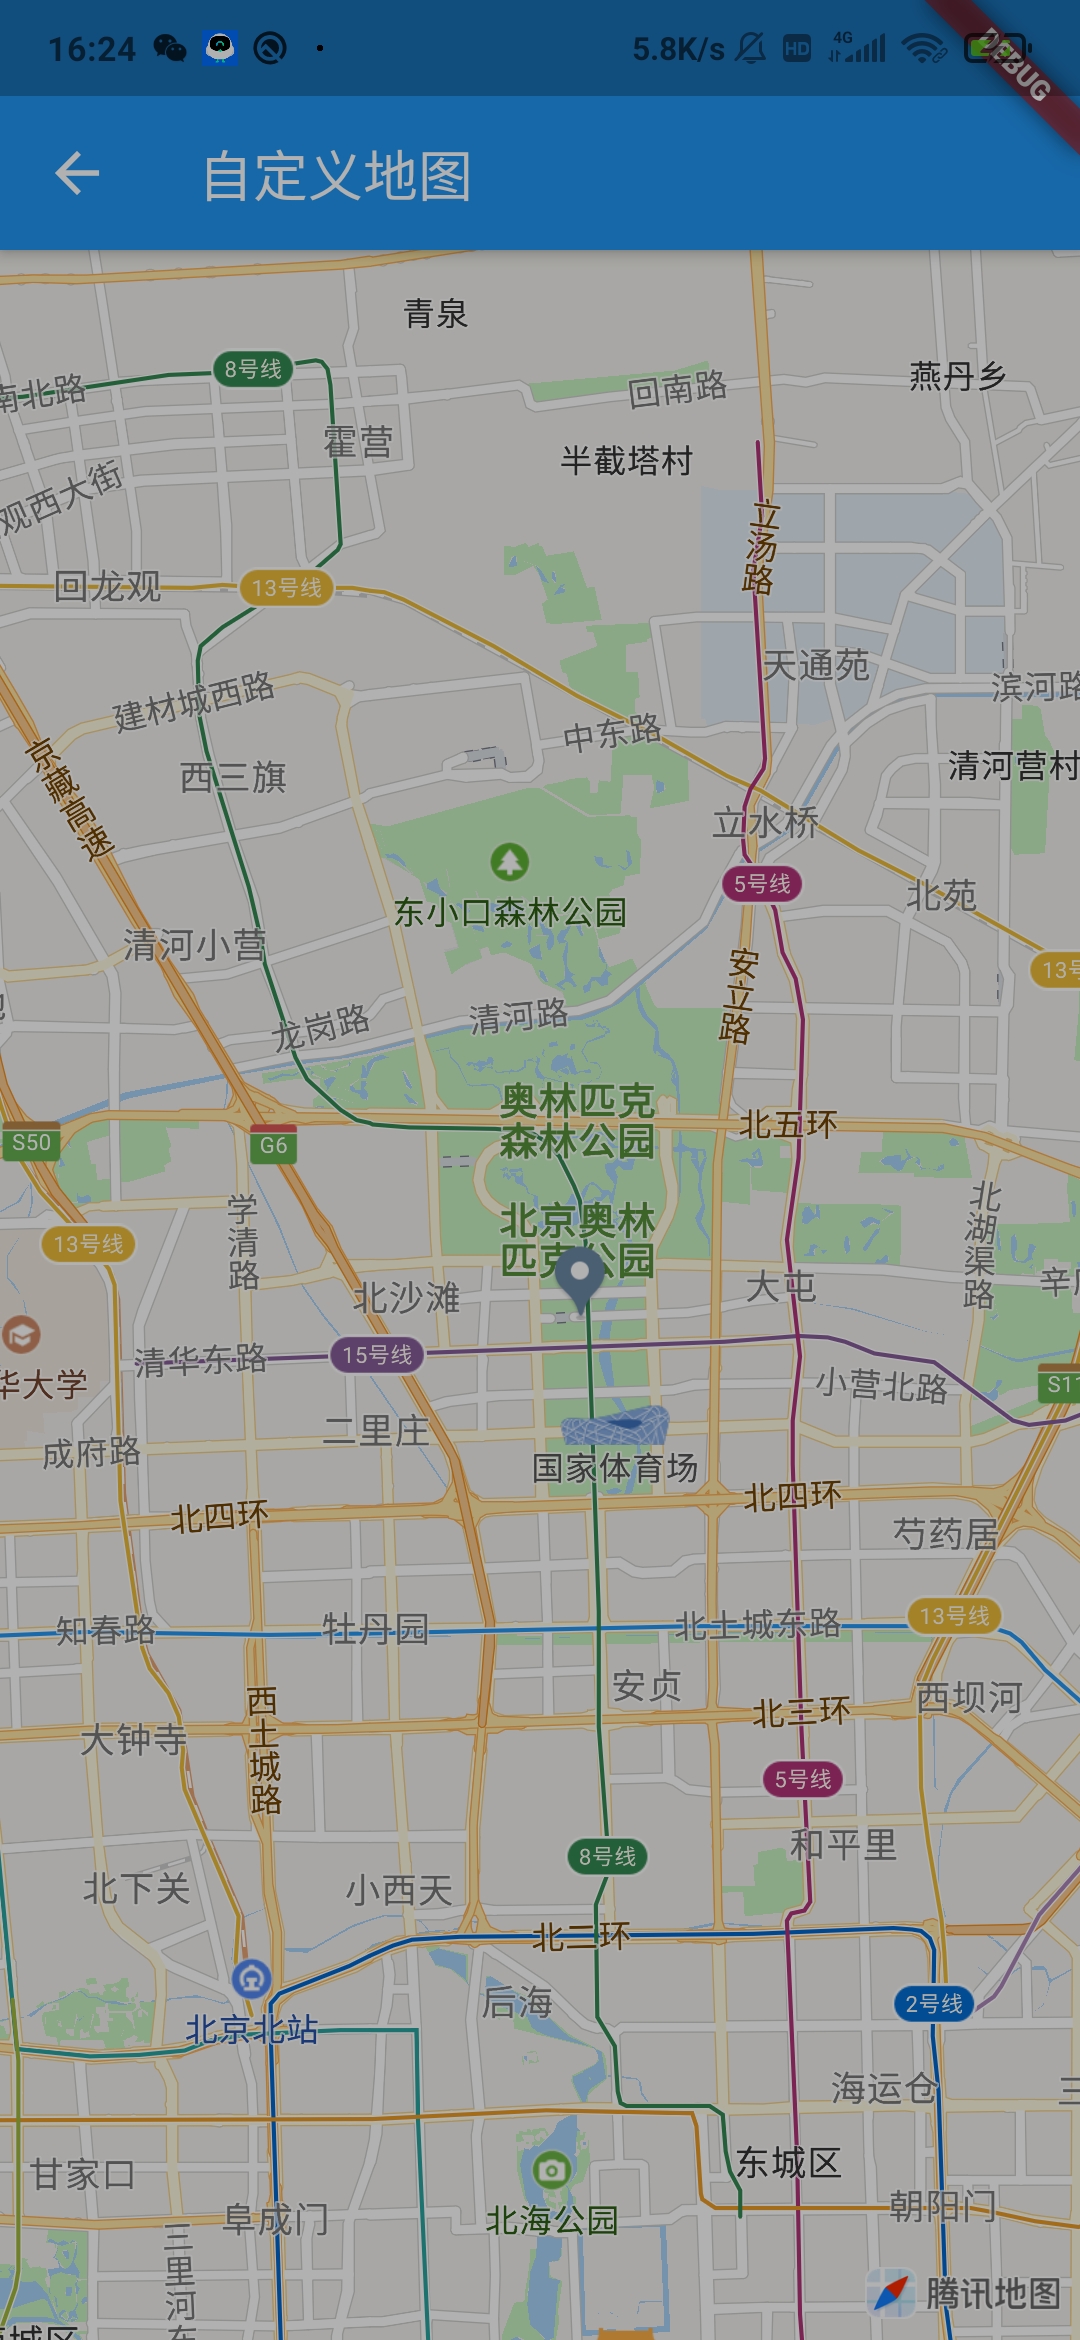 16:24
5.8K/s
HD
4G
DEBUG
自定义地图
青泉
8号线
南北路
回南路
燕丹乡
霍营
半截塔村
观西大街
立汤路
回龙观
13号线
天通苑
建材城西路
滨河路
中东路
京藏高速
西三旗
清河营村
立水桥
5号线
北苑
东小口森林公园
清河小营
安立路
13号
龙岗路
清河路
奥林匹克
森林公园
北五环
S50
G6
学清路
北湖渠路
北京奥林
匹克公园
13号线
北沙滩
大屯
清华东路
15号线
华大学
小营北路
S11
二里庄
成府路
国家体育场
北四环
北四环
芍药居
知春路
牡丹园
北土城东路
13号线
安贞
西坝河
西土城路
大钟寺
北三环
5号线
和平里
8号线
北下关
小西天
北二环
后海
2号线
北京北站
海运仓
三
东城区
甘家口
朝阳门
阜成门
北海公园
三里河东
腾讯地图
城区